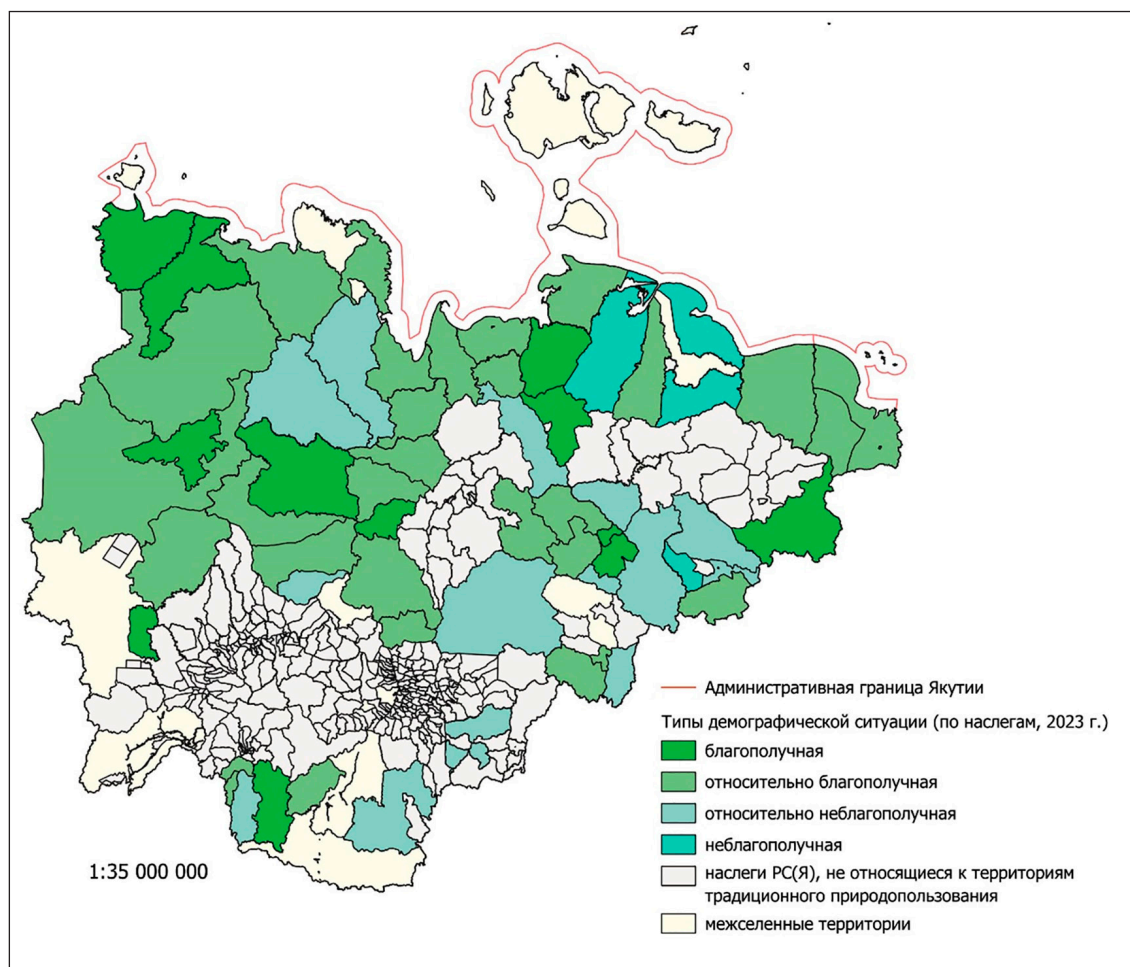 Административная граница Якутии
Типы демографической ситуации (по наслегам, 2023 г.)
благополучная
относительно благополучная
относительно неблагополучная
неблагополучная
наслеги РС(Я), не относящиеся к территориям
традиционного природопользования
межселенные территории
1:35 000 000